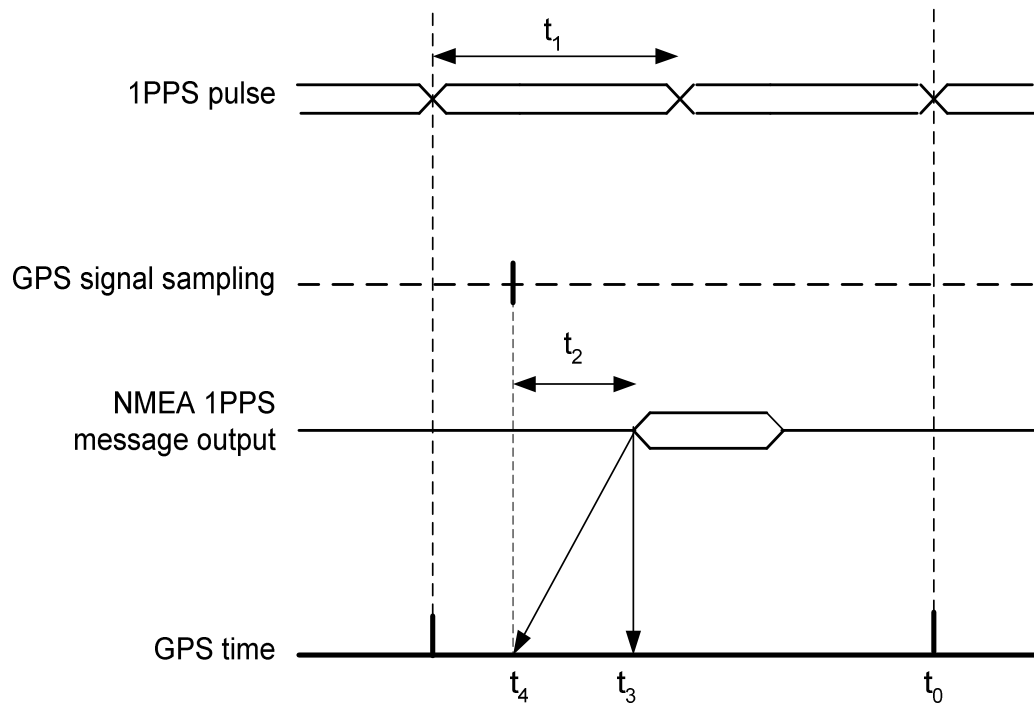 t₁
1PPS pulse
GPS signal sampling
t₂
NMEA 1PPS
message output
GPS time
t₄ t₃ t₀